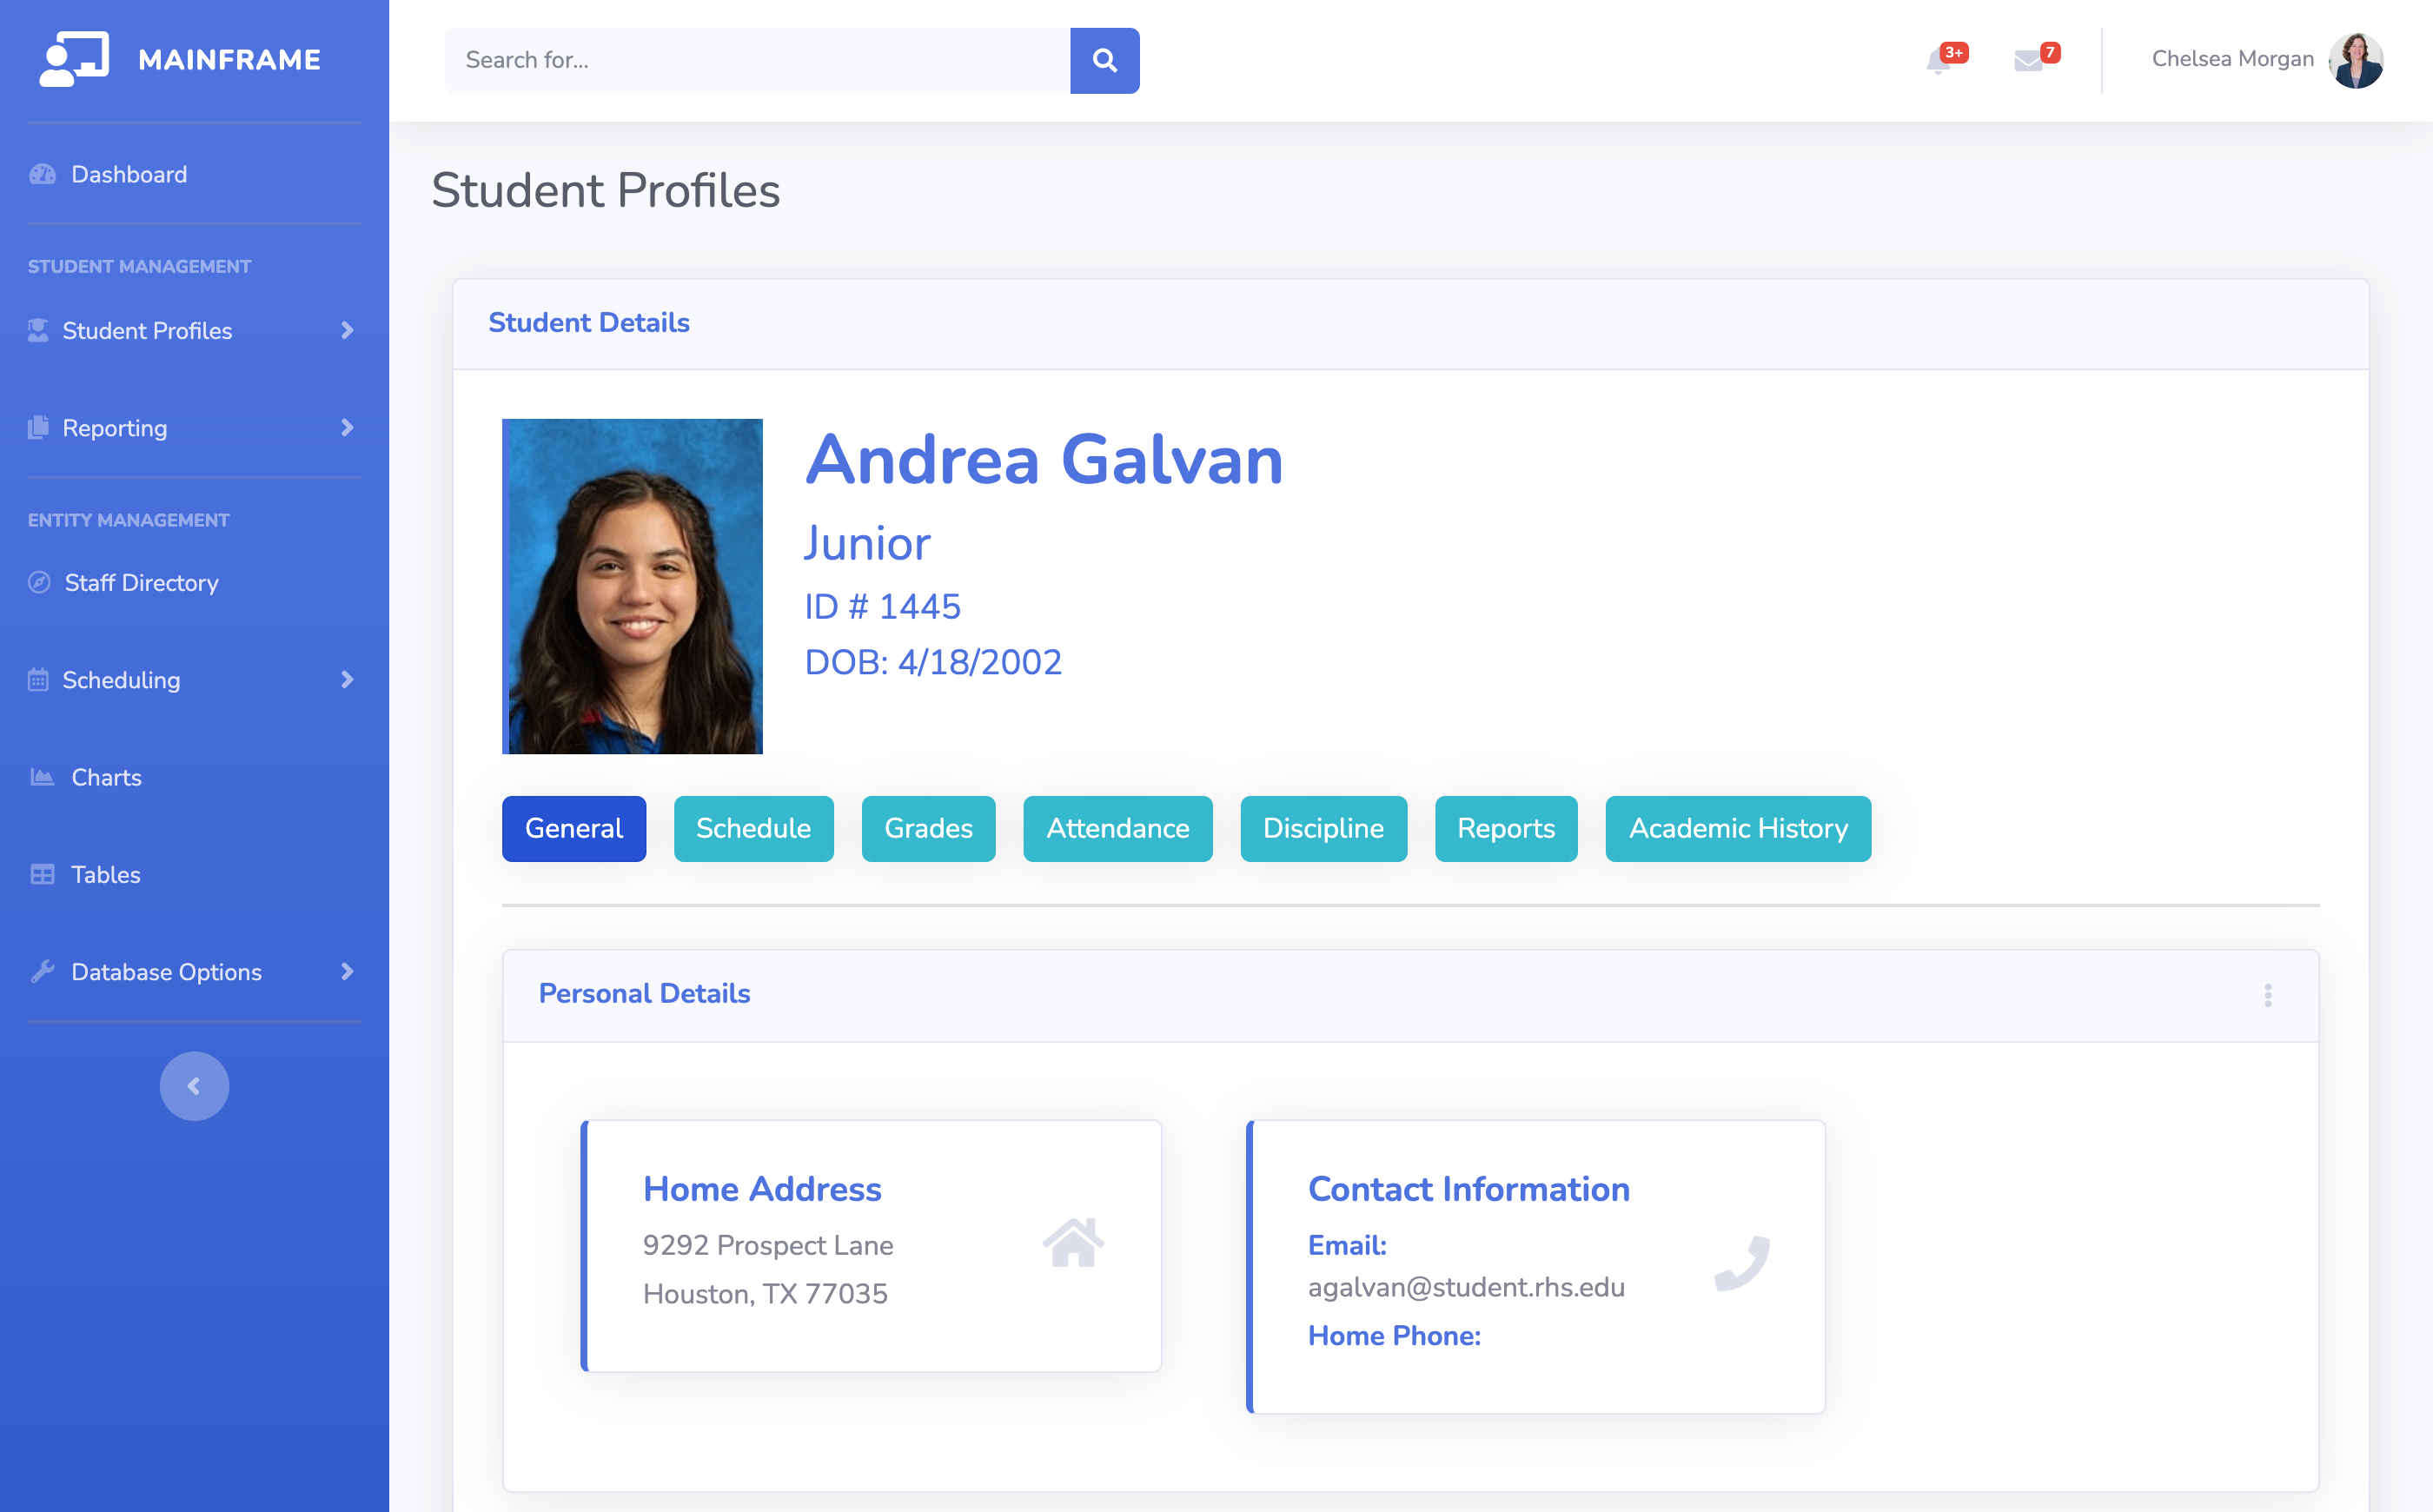 MAINFRAME
Search for...
3+
7
Chelsea Morgan
Dashboard
STUDENT MANAGEMENT
Student Profiles
Reporting
ENTITY MANAGEMENT
Staff Directory
Scheduling
Charts
Tables
Database Options
Student Profiles
Student Details
Andrea Galvan
Junior
ID # 1445
DOB: 4/18/2002
General
Schedule
Grades
Attendance
Discipline
Reports
Academic History
Personal Details
Home Address
9292 Prospect Lane
Houston, TX 77035
Contact Information
Email:
agalvan@student.rhs.edu
Home Phone: